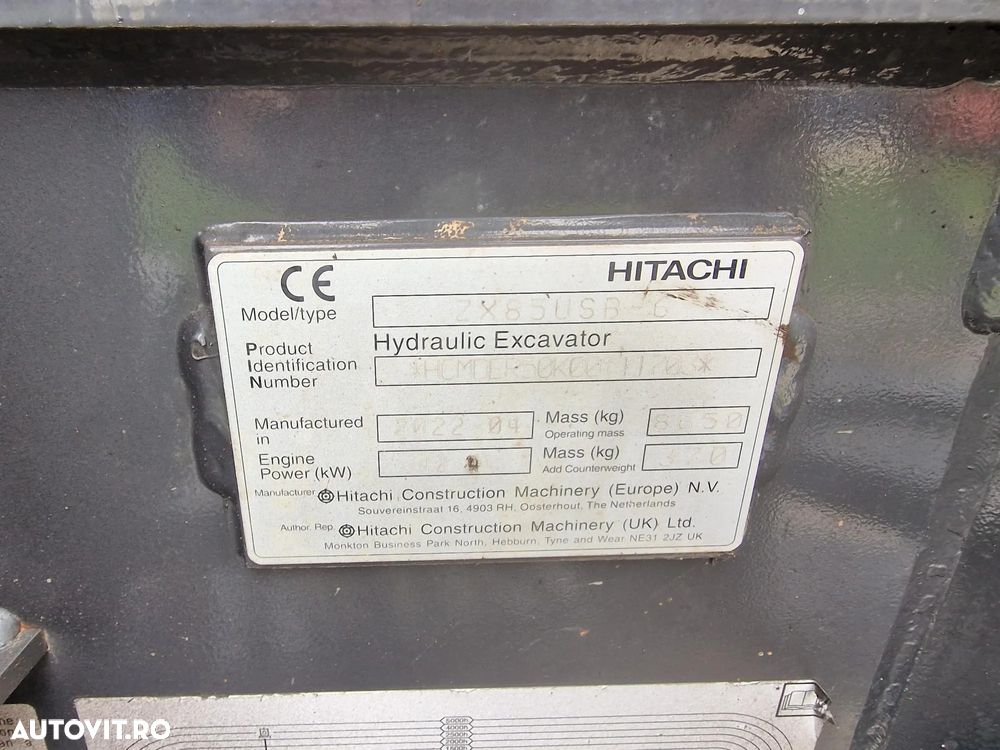 CE HITACHI
Model/type ZX85USB-6
Product Hydraulic Excavator
Identification
Number
Manufactured in 2022-04 Mass (kg) Operating mass 8650
Engine Power (kW) Mass (kg) Add Counterweight
Manufacturer Hitachi Construction Machinery (Europe) N.V.
Souvereinstraat 16, 4903 RH, Oosterhout, The Netherlands
Author. Rep. Hitachi Construction Machinery (UK) Ltd.
Monkton Business Park North, Hebburn, Tyne and Wear NE31 2JZ UK
AUTOVIT.RO